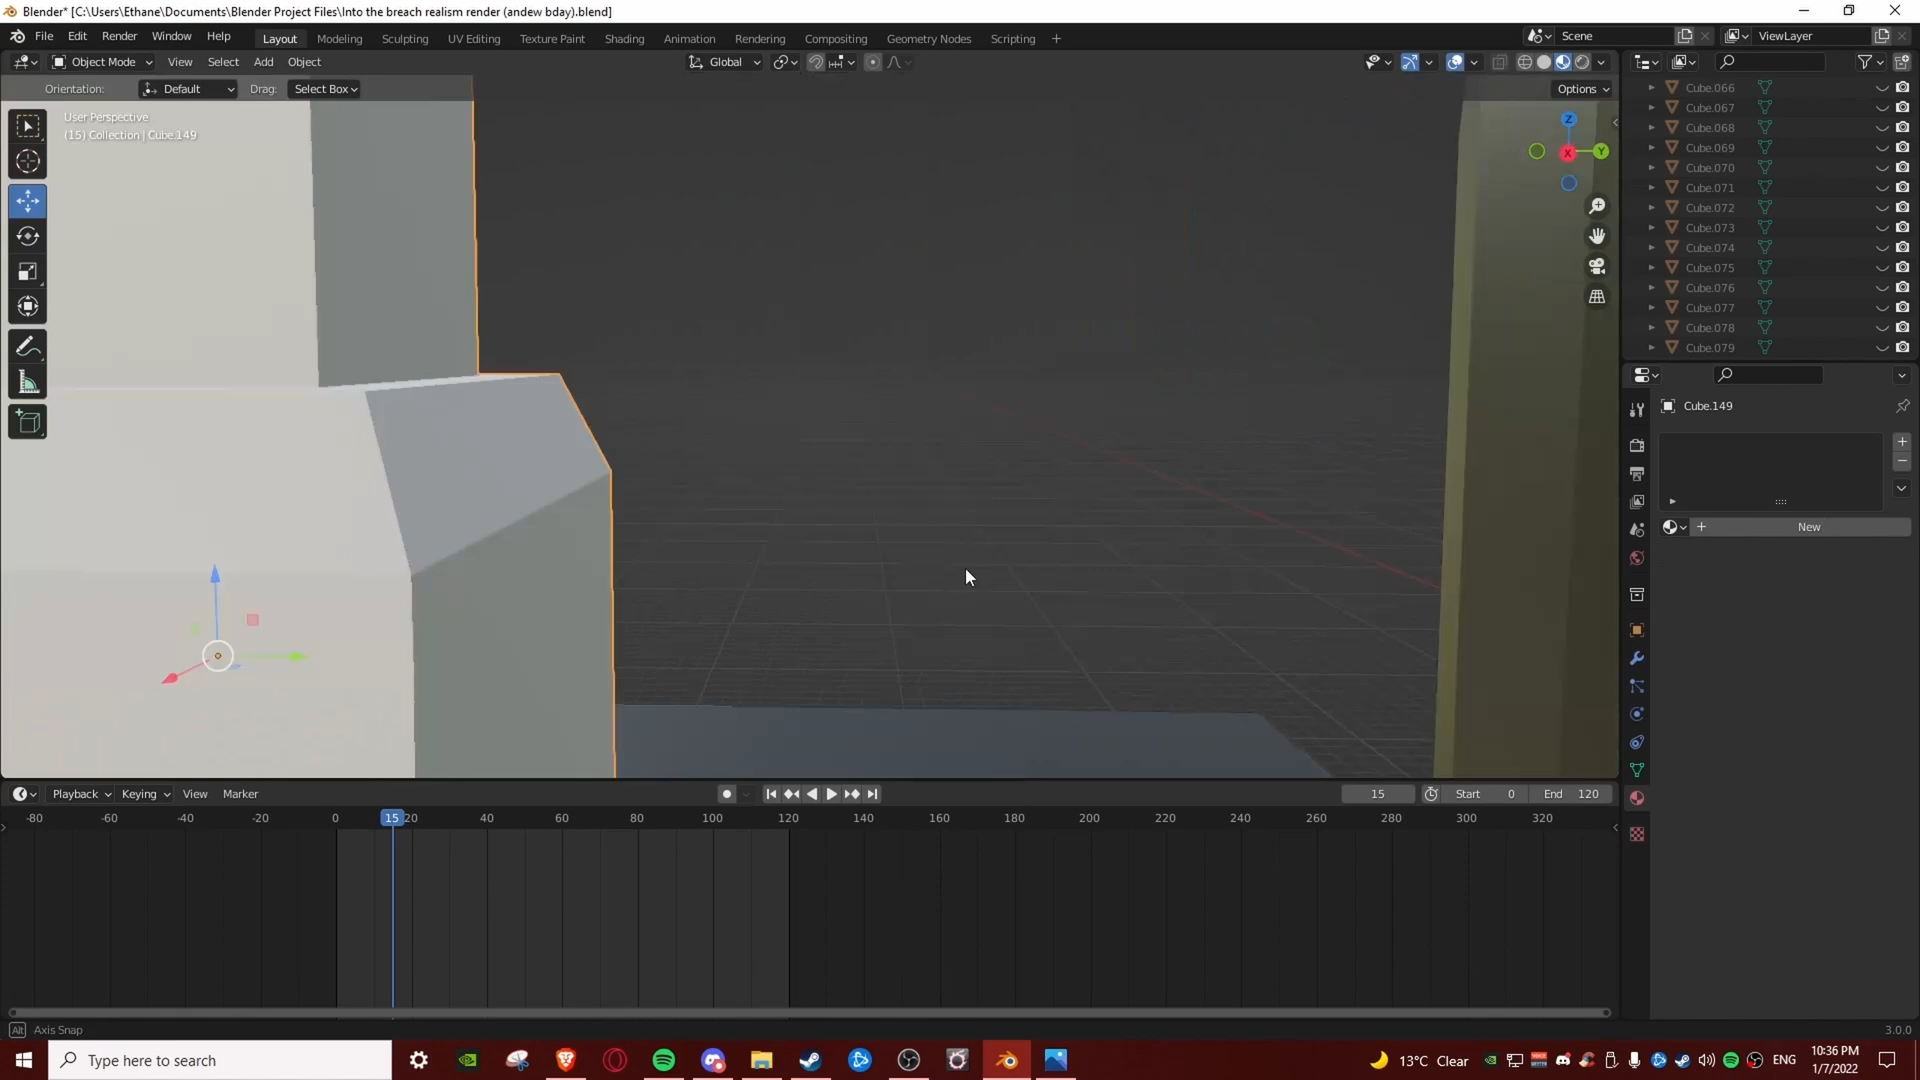 Blender* [C:\Users\Ethane\Documents\Blender Project Files\Into the breach realism render (andew bday).blend]
File Edit Render Window Help Layout Modeling Sculpting UV Editing Texture Paint Shading Animation Rendering Compositing Geometry Nodes Scripting + Scene ViewLayer
Object Mode View Select Add Object Global
Orientation: Default Drag: Select Box Options
User Perspective
(15) Collection | Cube.149
Z
X
Y
Cube.066
Cube.067
Cube.068
Cube.069
Cube.070
Cube.071
Cube.072
Cube.073
Cube.074
Cube.075
Cube.076
Cube.077
Cube.078
Cube.079
Cube.149
+ New
Playback Keying View Marker 15 Start 0 End 120
-80 -60 -40 -20 0 15 20 40 60 80 100 120 140 160 180 200 220 240 260 280 300 320
Alt Axis Snap 3.0.0
Type here to search 13°C Clear ENG 10:36 PM
1/7/2022